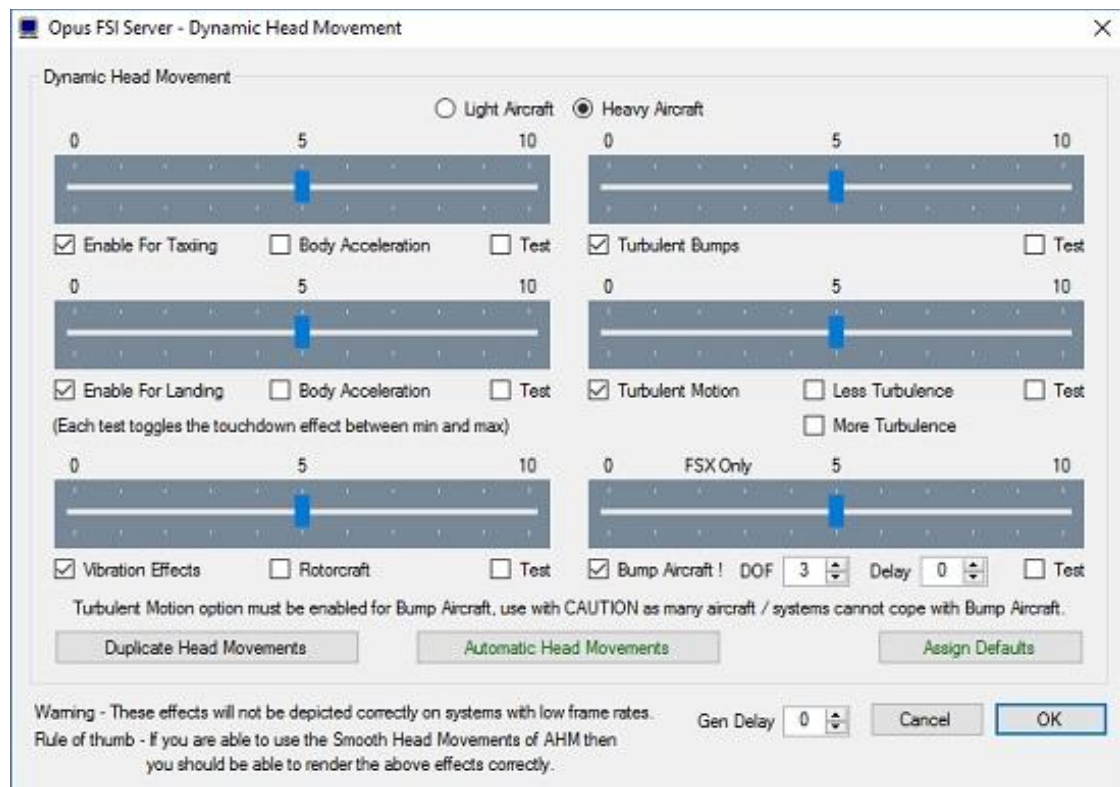 Opus FSI Server - Dynamic Head Movement
Dynamic Head Movement
Light Aircraft Heavy Aircraft
0 5 10 0 5 10
Enable For Taxiing Body Acceleration Test Turbulent Bumps Test
0 5 10 0 5 10
Enable For Landing Body Acceleration Test Turbulent Motion Less Turbulence Test
(Each test toggles the touchdown effect between min and max) More Turbulence
0 5 10 0 FSX Only 5 10
Vibration Effects Rotorcraft Test Bump Aircraft ! DOF 3 Delay 0 Test
Turbulent Motion option must be enabled for Bump Aircraft, use with CAUTION as many aircraft / systems cannot cope with Bump Aircraft.
Duplicate Head Movements Automatic Head Movements Assign Defaults
Warning - These effects will not be depicted correctly on systems with low frame rates. Gen Delay 0 Cancel OK
Rule of thumb - If you are able to use the Smooth Head Movements of AHM then
you should be able to render the above effects correctly.